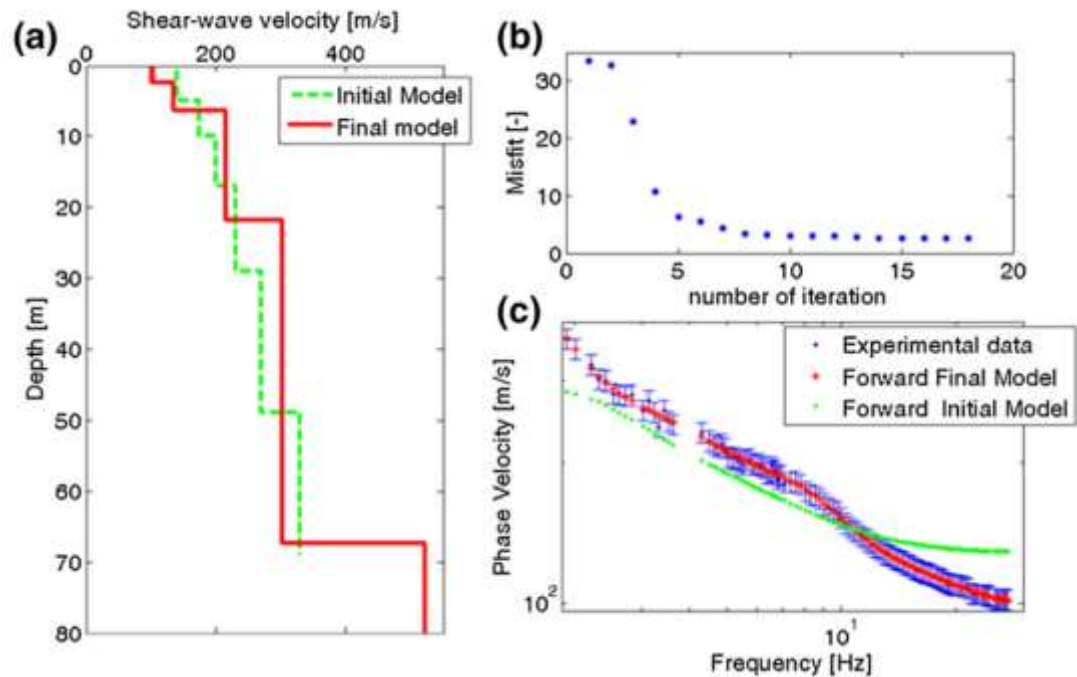 (a)
Shear-wave velocity [m/s]
0 200 400
0
10
20
30
40
50
60
70
80
Depth [m]
Initial Model
Final model
(b)
30
20
10
0
Misfit [-]
0 5 10 15 20
number of iteration
(c)
Experimental data
Forward Final Model
Forward Initial Model
Phase Velocity [m/s]
10²
10¹
Frequency [Hz]